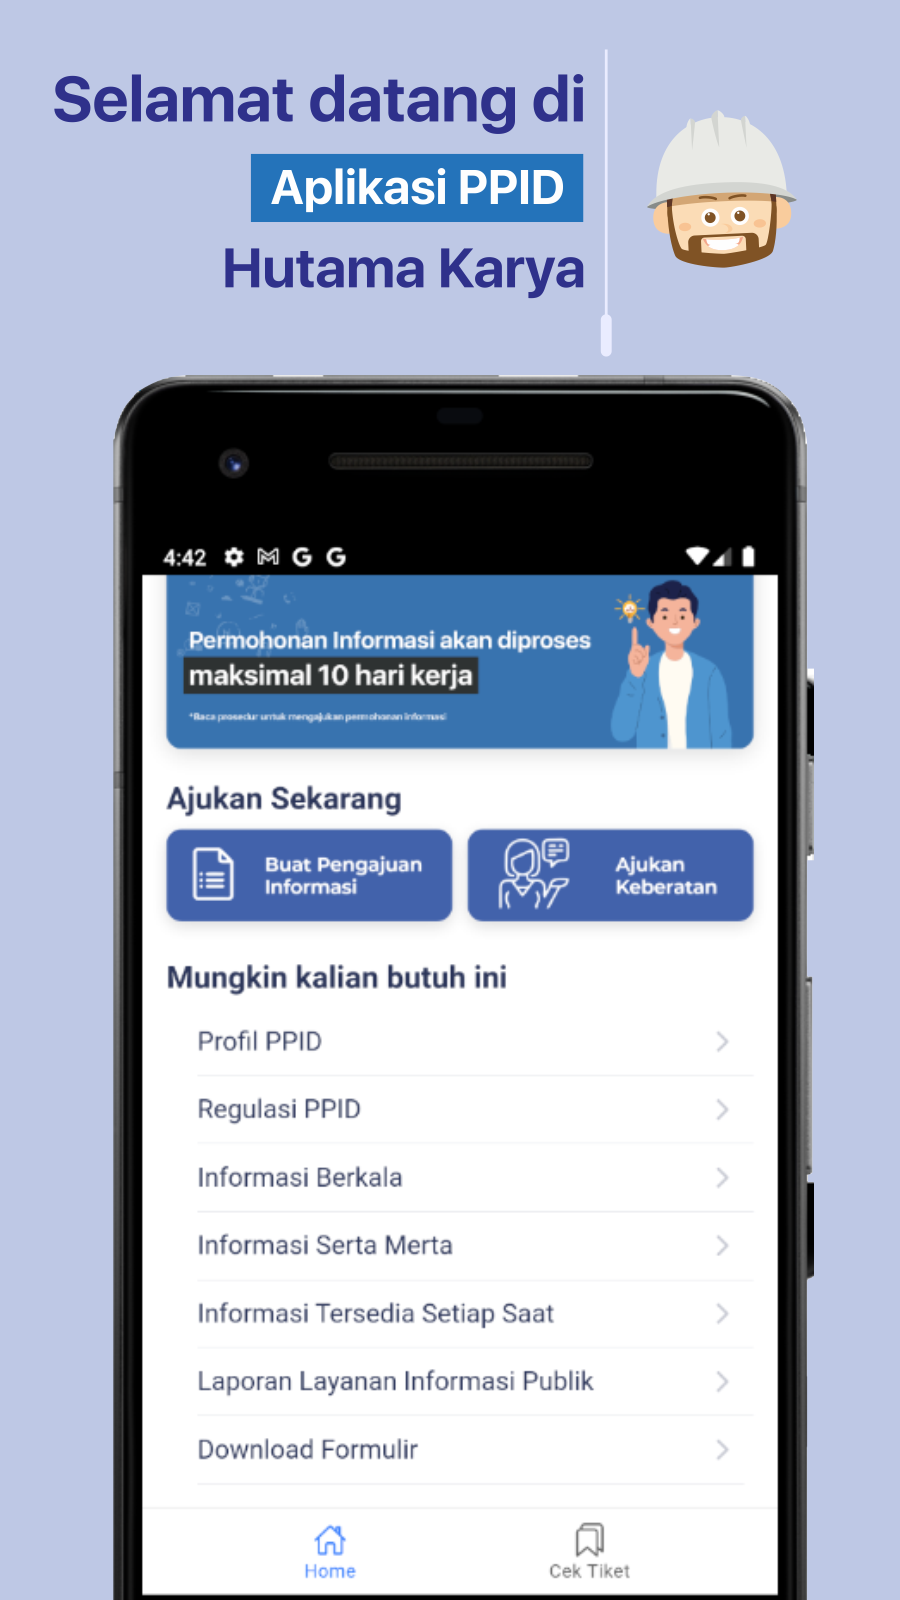 Selamat datang di
Aplikasi PPID
Hutama Karya
4:42
Permohonan Informasi akan diproses
maksimal 10 hari kerja
*Baca prosedur untuk mengajukan permohonan Informasi
Ajukan Sekarang
Buat Pengajuan
Informasi
Ajukan
Keberatan
Mungkin kalian butuh ini
Profil PPID
Regulasi PPID
Informasi Berkala
Informasi Serta Merta
Informasi Tersedia Setiap Saat
Laporan Layanan Informasi Publik
Download Formulir
Home
Cek Tiket